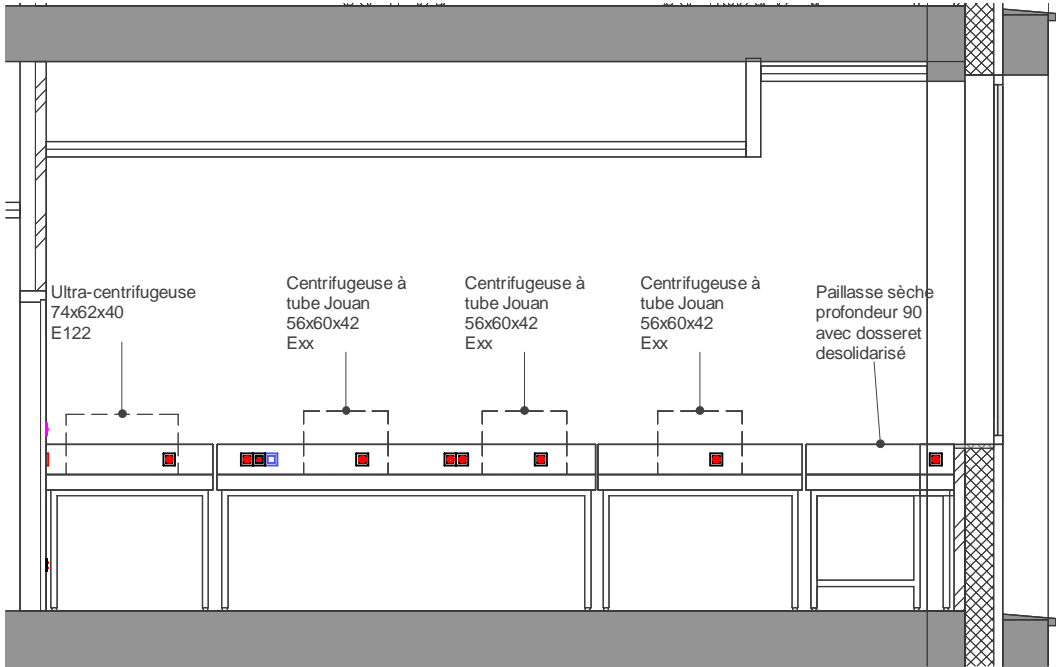 Ultra-centrifugeuse
74x62x40
E122
Centrifugeuse à
tube Jouan
56x60x42
Exx
Centrifugeuse à
tube Jouan
56x60x42
Exx
Centrifugeuse à
tube Jouan
56x60x42
Exx
Paillasse sèche
profondeur 90
avec dosseret
desolidarisé